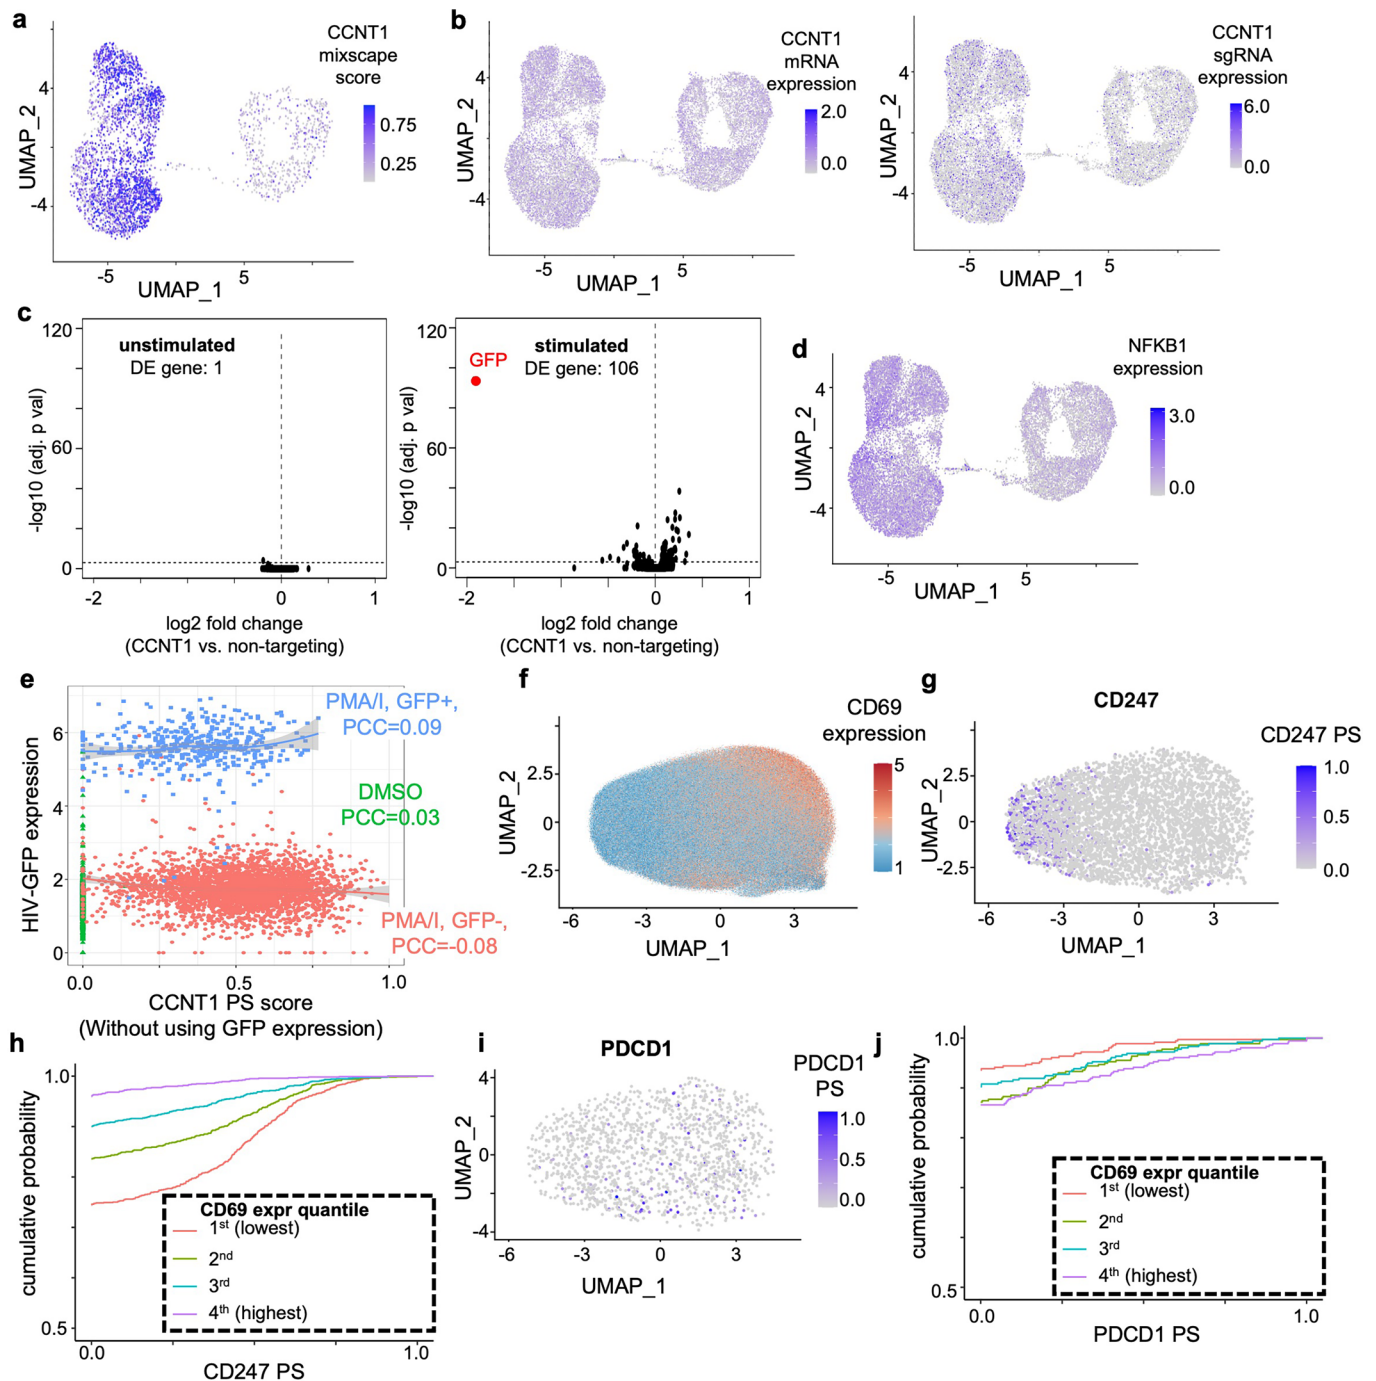 a
CCNT1
mixscape
score
0.75
0.25
UMAP_2
4
-4
-5
5
UMAP_1
b
CCNT1
mRNA
expression
2.0
0.0
UMAP_2
4
-4
-5
5
UMAP_1
CCNT1
sgRNA
expression
6.0
0.0
4
-4
-5
5
UMAP_1
c
unstimulated
DE gene: 1
-log10 (adj. p val)
120
60
0
-2
0
1
log2 fold change
(CCNT1 vs. non-targeting)
stimulated
DE gene: 106
GFP
-log10 (adj. p val)
120
60
0
-2
0
1
log2 fold change
(CCNT1 vs. non-targeting)
d
NFKB1
expression
3.0
0.0
UMAP_2
4
-4
-5
5
UMAP_1
e
PMA/I, GFP+,
PCC=0.09
DMSO
PCC=0.03
PMA/I, GFP-,
PCC=-0.08
HIV-GFP expression
6
4
2
0
0.0
0.5
1.0
CCNT1 PS score
(Without using GFP expression)
f
CD69
expression
5
1
UMAP_2
2.5
0
-2.5
-6
-3
0
3
UMAP_1
g
CD247
CD247 PS
1.0
0.5
0.0
UMAP_2
2.5
0
-2.5
-6
-3
0
3
UMAP_1
h
cumulative probability
1.0
0.5
CD69 expr quantile
1st (lowest)
2nd
3rd
4th (highest)
0.0
1.0
CD247 PS
i
PDCD1
PDCD1
PS
1.0
0.5
0.0
UMAP_2
4
0
-4
-6
-3
0
3
UMAP_1
j
cumulative probability
1.0
0.5
CD69 expr quantile
1st (lowest)
2nd
3rd
4th (highest)
0.0
1.0
PDCD1 PS